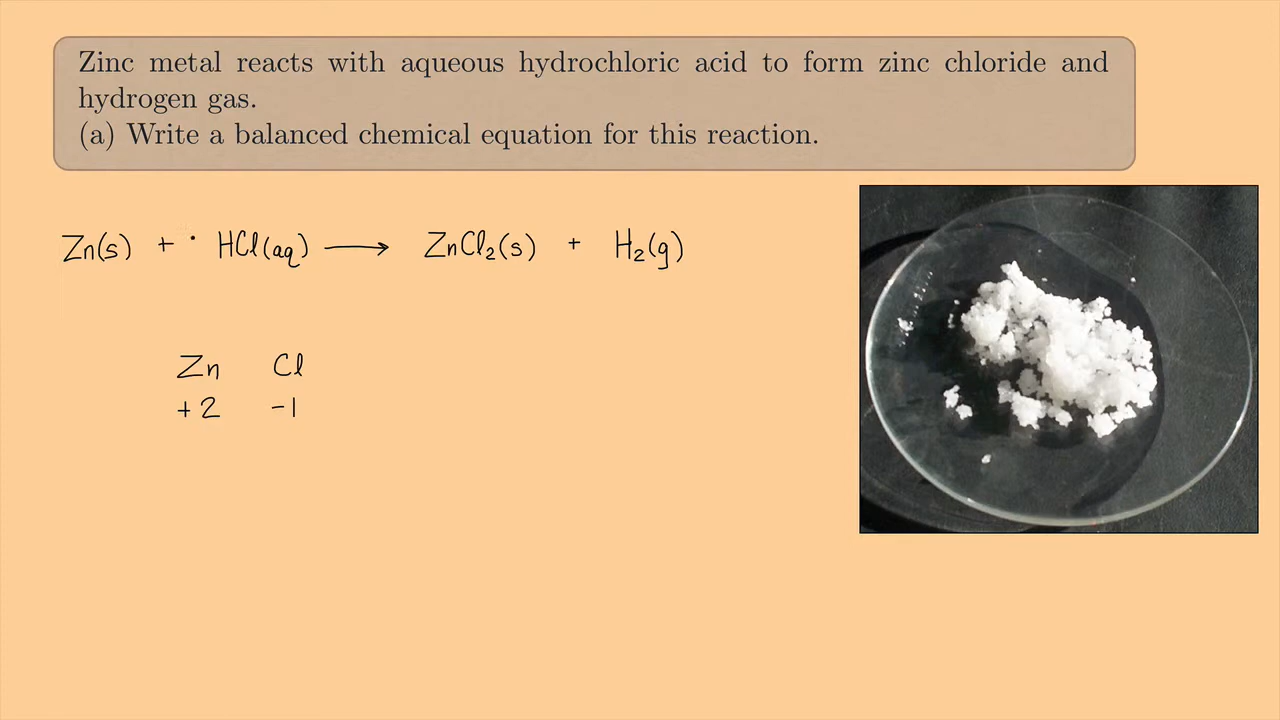 Zinc metal reacts with aqueous hydrochloric acid to form zinc chloride and
hydrogen gas.
(a) Write a balanced chemical equation for this reaction.
Zn(s) + HCl(aq) ⟶ ZnCl₂(s) + H₂(g)
Zn Cl
+2 -1